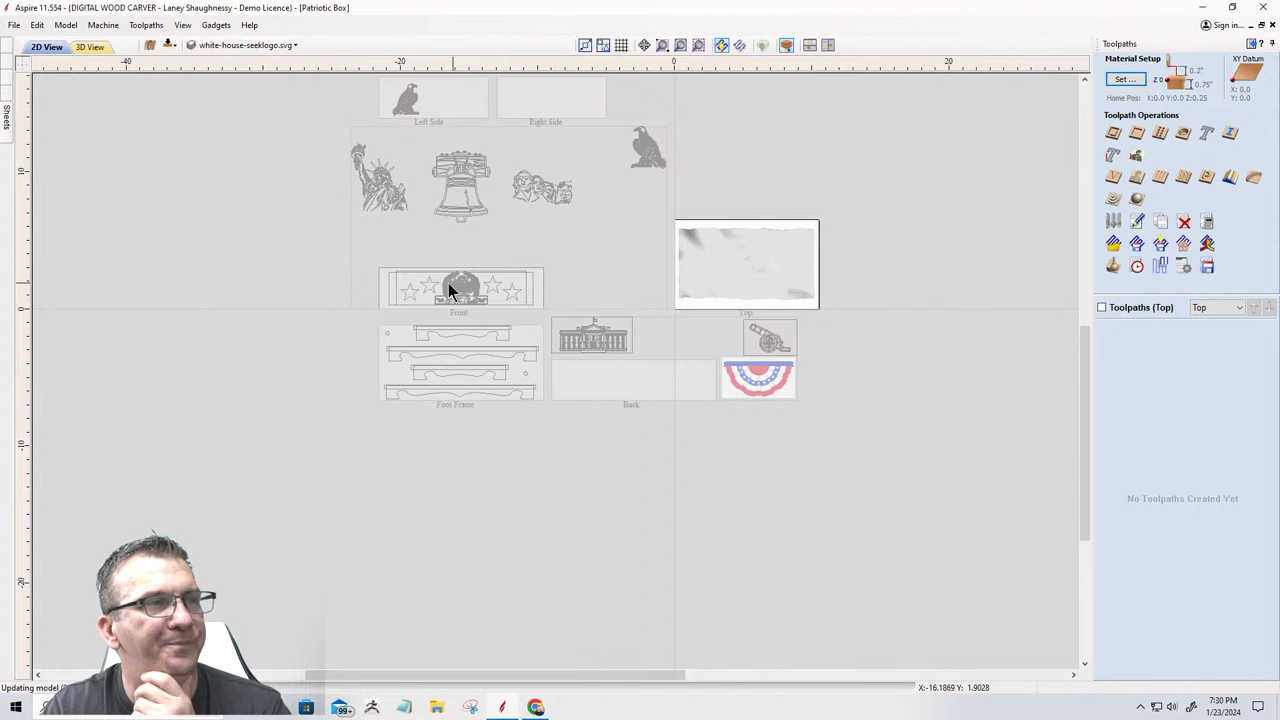 Aspire 11.554 - (DIGITAL WOOD CARVER - Laney Shaughnessy - Demo Licence) - [Patriotic Box]
File Edit Model Machine Toolpaths View Gadgets Help
Sign in...
2D View 3D View white-house-seeklogo.svg
Toolpaths
-40 -20 0 20
Material Setup XY Datum
Set ... Z 0 0.2"
0.75"
X: 0.0
Y: 0.0
Home Pos: X:0.0 Y:0.0 Z:0.25
Toolpath Operations
Sheets
Left Side Right Side
10
0
-10
-20
Front Top
Foot Frame Back
Toolpaths (Top) Top
No Toolpaths Created Yet
Updating model
X:-16.1869 Y: 1.9028
99+
7:30 PM
1/23/2024